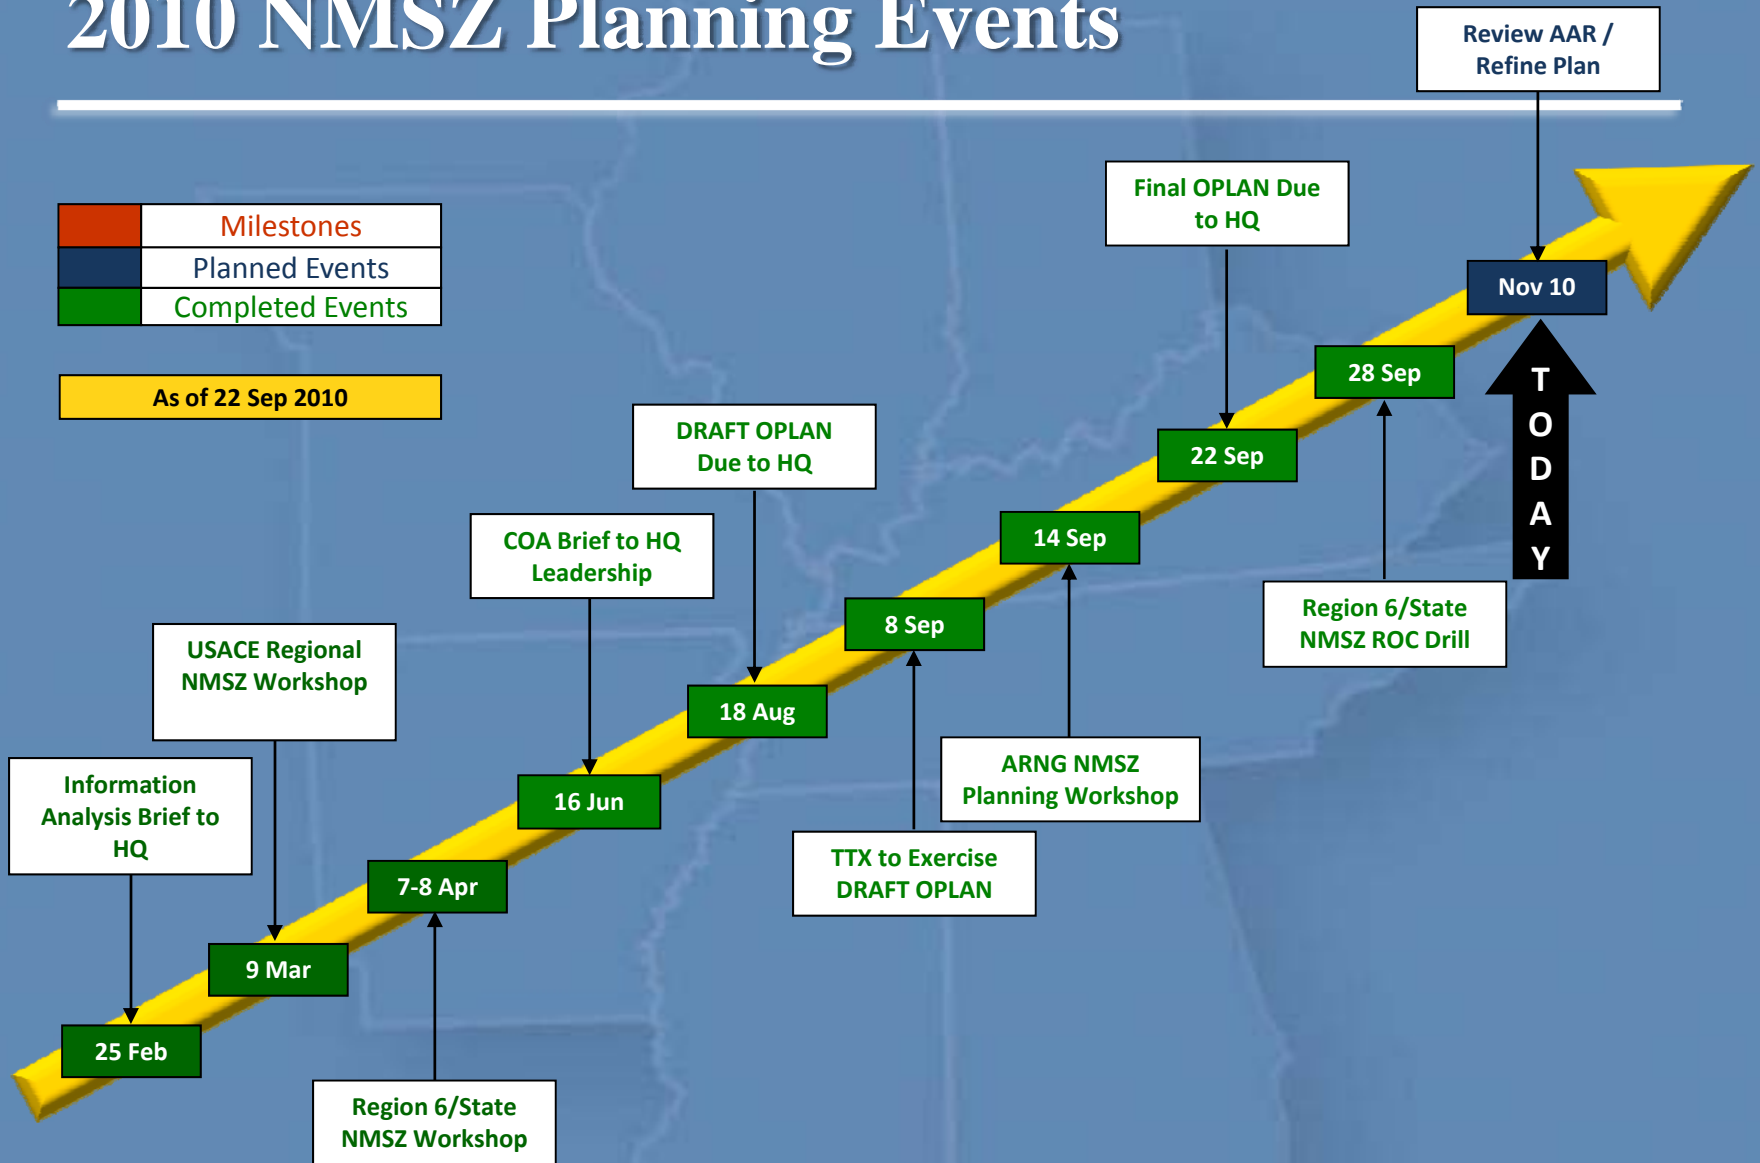 2010 NMSZ Planning Events
Review AAR /
Refine Plan
Milestones
Planned Events
Completed Events
As of 22 Sep 2010
Final OPLAN Due
to HQ
Nov 10
28 Sep
T
O
D
A
Y
DRAFT OPLAN
Due to HQ
22 Sep
COA Brief to HQ
Leadership
14 Sep
Region 6/State
NMSZ ROC Drill
USACE Regional
NMSZ Workshop
8 Sep
18 Aug
ARNG NMSZ
Planning Workshop
Information
Analysis Brief to
HQ
16 Jun
TTX to Exercise
DRAFT OPLAN
7-8 Apr
9 Mar
25 Feb
Region 6/State
NMSZ Workshop